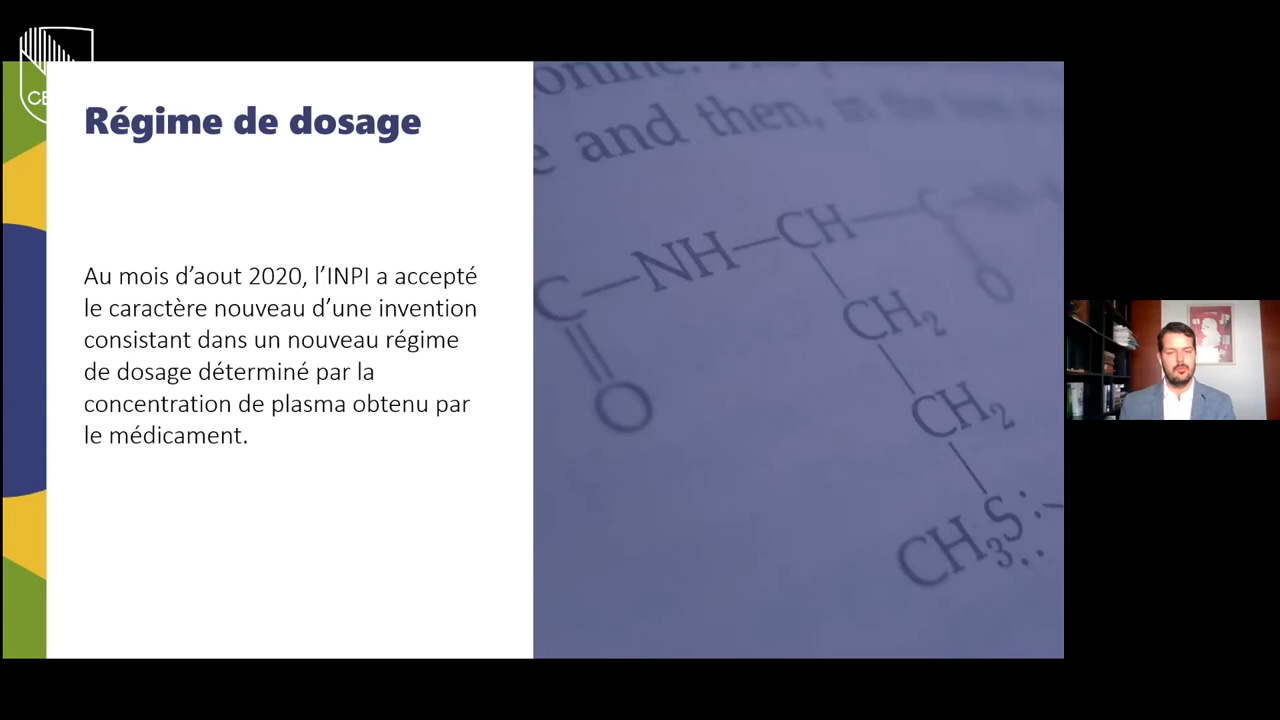 CE
Régime de dosage
Au mois d’aout 2020, l’INPI a accepté
le caractère nouveau d’une invention
consistant dans un nouveau régime
de dosage déterminé par la
concentration de plasma obtenu par
le médicament.
and then, in the
C—NH—CH—C
O
O
CH₂
CH₂
CH₃S: